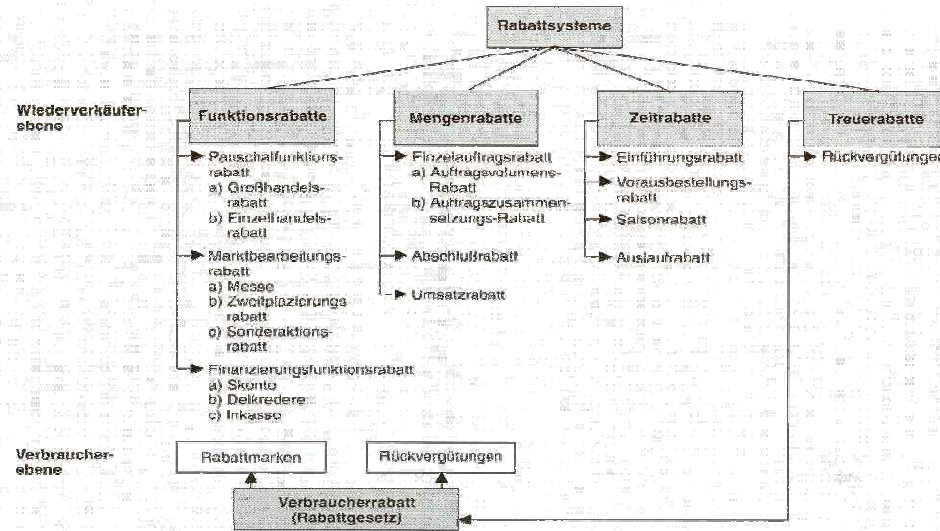 Rabattsysteme
Wiederverkäufer-
ebene
Funktionsrabatte
Pauschalfunktions-
rabatt
a) Großhandels-
rabatt
b) Einzelhandels-
rabatt
Marktbearbeitungs-
rabatt
a) Messe
b) Zweitplazierungs
rabatt
c) Sonderaktions-
rabatt
Finanzierungsfunktionsrabatt
a) Skonto
b) Delkredere
c) Inkasso
Mengenrabatte
Einzelauftragsrabatt
a) Auftragsvolumens-
Rabatt
b) Auftragszusammen-
setzungs-Rabatt
Abschlußrabatt
Umsatzrabatt
Zeitrabatte
Einführungsrabatt
Vorausbestellungs-
rabatt
Saisonrabatt
Auslaufrabatt
Treuerabatte
Rückvergütungen
Verbraucher-
ebene
Rabattmarken
Rückvergütungen
Verbraucherrabatt
(Rabattgesetz)